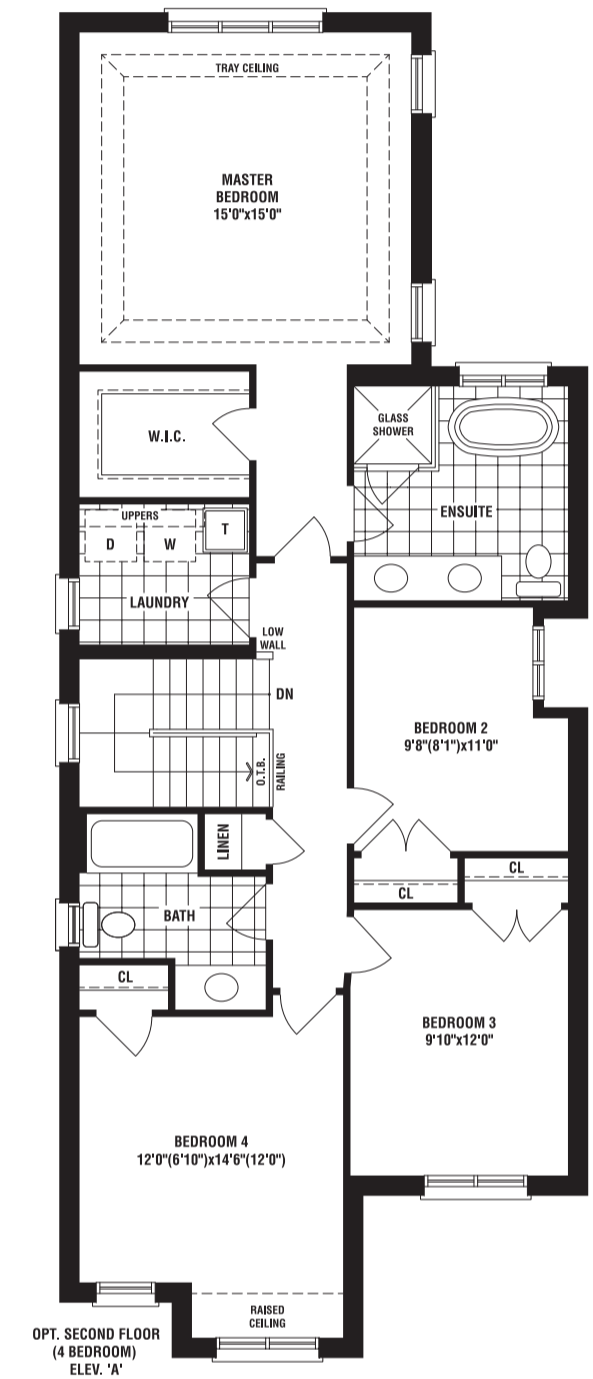 TRAY CEILING
MASTER
BEDROOM
15'0"x15'0"
W.I.C.
GLASS
SHOWER
ENSUITE
UPPERS
D
W
T
LAUNDRY
LOW
WALL
DN
O.T.B.
RAILING
BEDROOM 2
9'8"(8'1")x11'0"
LINEN
CL
CL
BATH
CL
BEDROOM 3
9'10"x12'0"
BEDROOM 4
12'0"(6'10")x14'6"(12'0")
RAISED
CEILING
OPT. SECOND FLOOR
(4 BEDROOM)
ELEV. 'A'